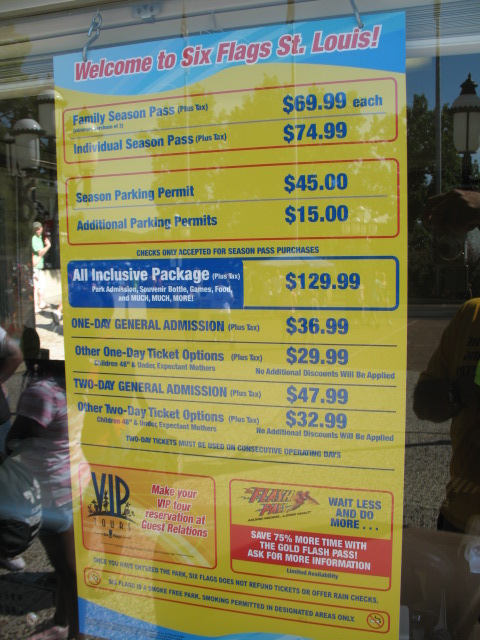 Welcome to Six Flags St. Louis!
Family Season Pass (Plus Tax) $69.99 each
Individual Season Pass (Plus Tax) $74.99
Season Parking Permit $45.00
Additional Parking Permits $15.00
CHECKS ONLY ACCEPTED FOR SEASON PASS PURCHASES
All Inclusive Package (Plus Tax) $129.99
Park Admission, Souvenir Bottle, Games, Food,
and MUCH, MUCH, MORE!
ONE-DAY GENERAL ADMISSION (Plus Tax) $36.99
Other One-Day Ticket Options (Plus Tax) $29.99
Children 48" & Under, Expectant Mothers No Additional Discounts Will Be Applied
TWO-DAY GENERAL ADMISSION (Plus Tax) $47.99
Other Two-Day Ticket Options (Plus Tax) $32.99
Children 48" & Under, Expectant Mothers No Additional Discounts Will Be Applied
TWO-DAY TICKETS MUST BE USED ON CONSECUTIVE OPERATING DAYS
VIP
TOURS
Make your
VIP tour
reservation at
Guest Relations
FLASH
PASS
WAIT LESS
AND DO
MORE . . .
SAVE 75% MORE TIME WITH
THE GOLD FLASH PASS!
ASK FOR MORE INFORMATION
Limited Availability
ONCE YOU HAVE ENTERED THE PARK, SIX FLAGS DOES NOT REFUND TICKETS OR OFFER RAIN CHECKS.
SIX FLAGS IS A SMOKE FREE PARK. SMOKING PERMITTED IN DESIGNATED AREAS ONLY